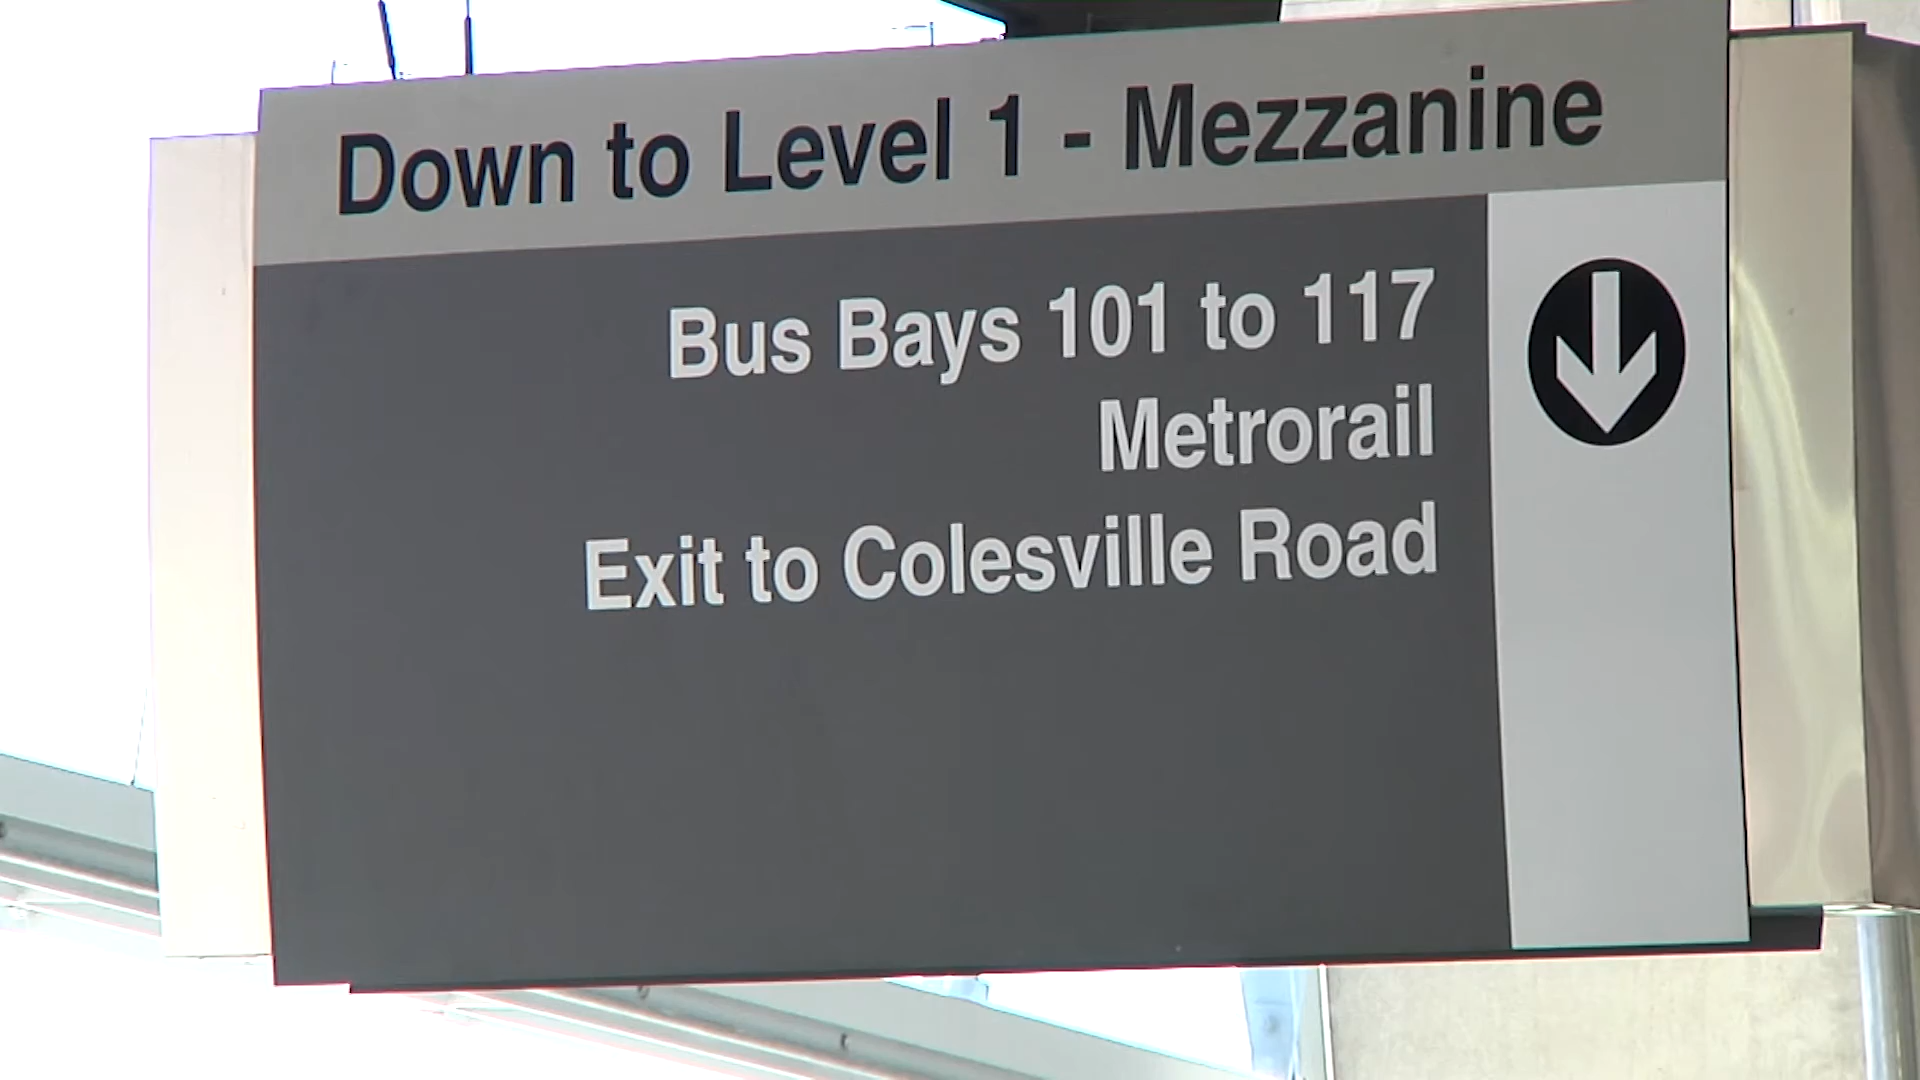 Down to Level 1 - Mezzanine
Bus Bays 101 to 117
Metrorail
Exit to Colesville Road